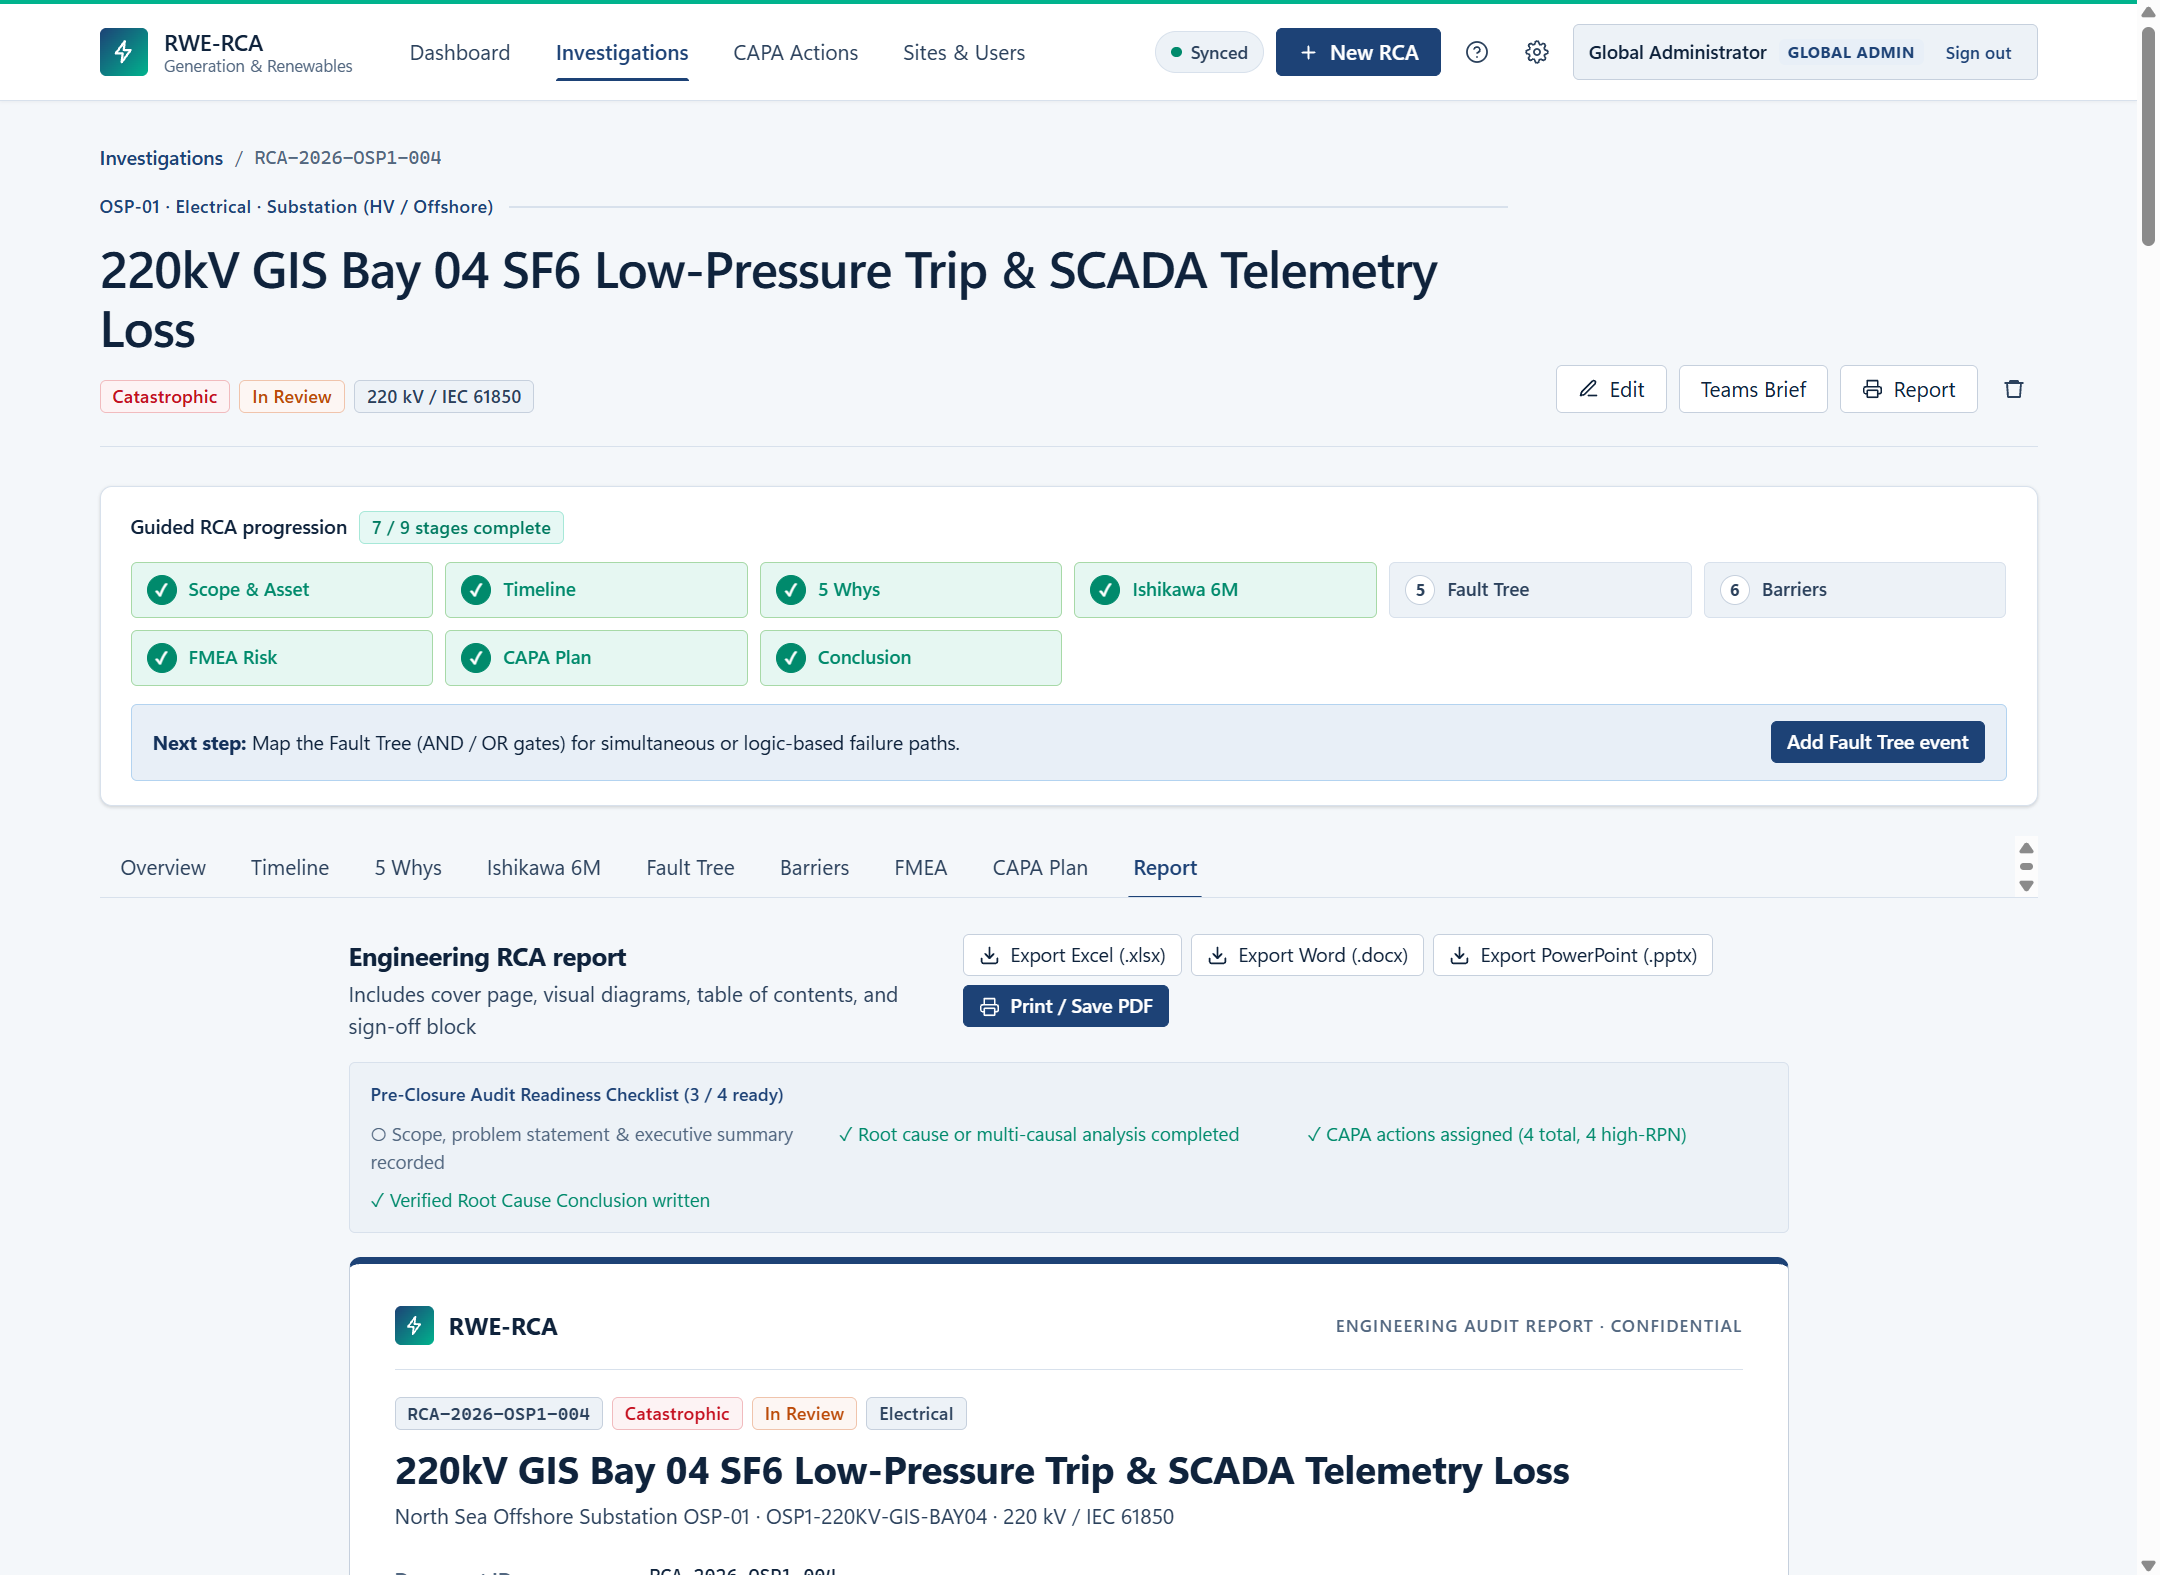 RWE-RCA
Generation & Renewables
Dashboard
Investigations
CAPA Actions
Sites & Users
Synced
+ New RCA
Global Administrator
GLOBAL ADMIN
Sign out
Investigations / RCA-2026-OSP1-004
OSP-01 · Electrical · Substation (HV / Offshore)
220kV GIS Bay 04 SF6 Low-Pressure Trip & SCADA Telemetry
Loss
Catastrophic
In Review
220 kV / IEC 61850
Edit
Teams Brief
Report
Guided RCA progression
7 / 9 stages complete
✓ Scope & Asset
✓ Timeline
✓ 5 Whys
✓ Ishikawa 6M
5 Fault Tree
6 Barriers
✓ FMEA Risk
✓ CAPA Plan
✓ Conclusion
Next step: Map the Fault Tree (AND / OR gates) for simultaneous or logic-based failure paths.
Add Fault Tree event
Overview
Timeline
5 Whys
Ishikawa 6M
Fault Tree
Barriers
FMEA
CAPA Plan
Report
Engineering RCA report
Includes cover page, visual diagrams, table of contents, and
sign-off block
Export Excel (.xlsx)
Export Word (.docx)
Export PowerPoint (.pptx)
Print / Save PDF
Pre-Closure Audit Readiness Checklist (3 / 4 ready)
○ Scope, problem statement & executive summary
recorded
✓ Root cause or multi-causal analysis completed
✓ CAPA actions assigned (4 total, 4 high-RPN)
✓ Verified Root Cause Conclusion written
RWE-RCA
ENGINEERING AUDIT REPORT · CONFIDENTIAL
RCA-2026-OSP1-004
Catastrophic
In Review
Electrical
220kV GIS Bay 04 SF6 Low-Pressure Trip & SCADA Telemetry Loss
North Sea Offshore Substation OSP-01 · OSP1-220KV-GIS-BAY04 · 220 kV / IEC 61850
RCA-2026-OSP1-004